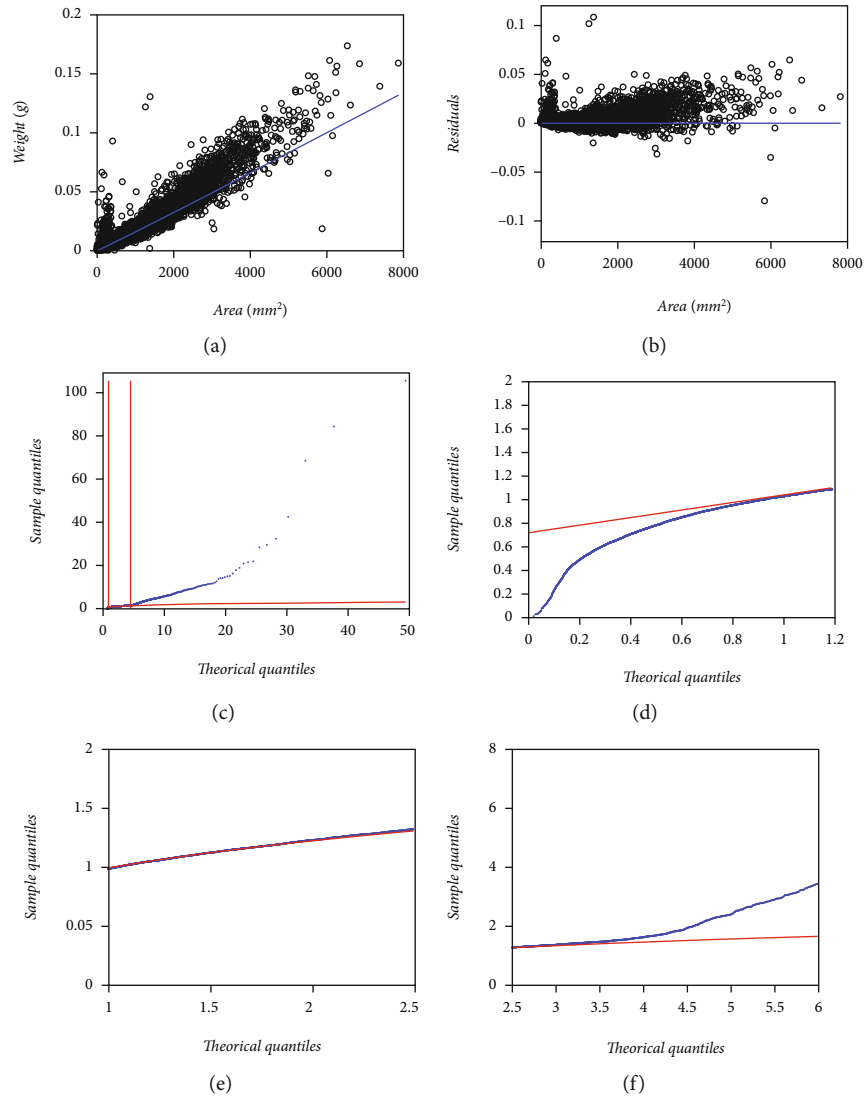 0.2
0.15
0.1
0.05
0
Weight (g)
0 2000 4000 6000 8000
Area (mm²)
(a)
0.1
0.05
0
−0.05
−0.1
Residuals
0 2000 4000 6000 8000
Area (mm²)
(b)
100
80
60
40
20
0
Sample quantiles
0 10 20 30 40 50
Theorical quantiles
(c)
2
1.8
1.6
1.4
1.2
1
0.8
0.6
0.4
0.2
0
Sample quantiles
0 0.2 0.4 0.6 0.8 1 1.2
Theorical quantiles
(d)
2
1.5
1
0.05
0
Sample quantiles
1 1.5 2 2.5
Theorical quantiles
(e)
8
6
4
2
0
Sample quantiles
2.5 3 3.5 4 4.5 5 5.5 6
Theorical quantiles
(f)